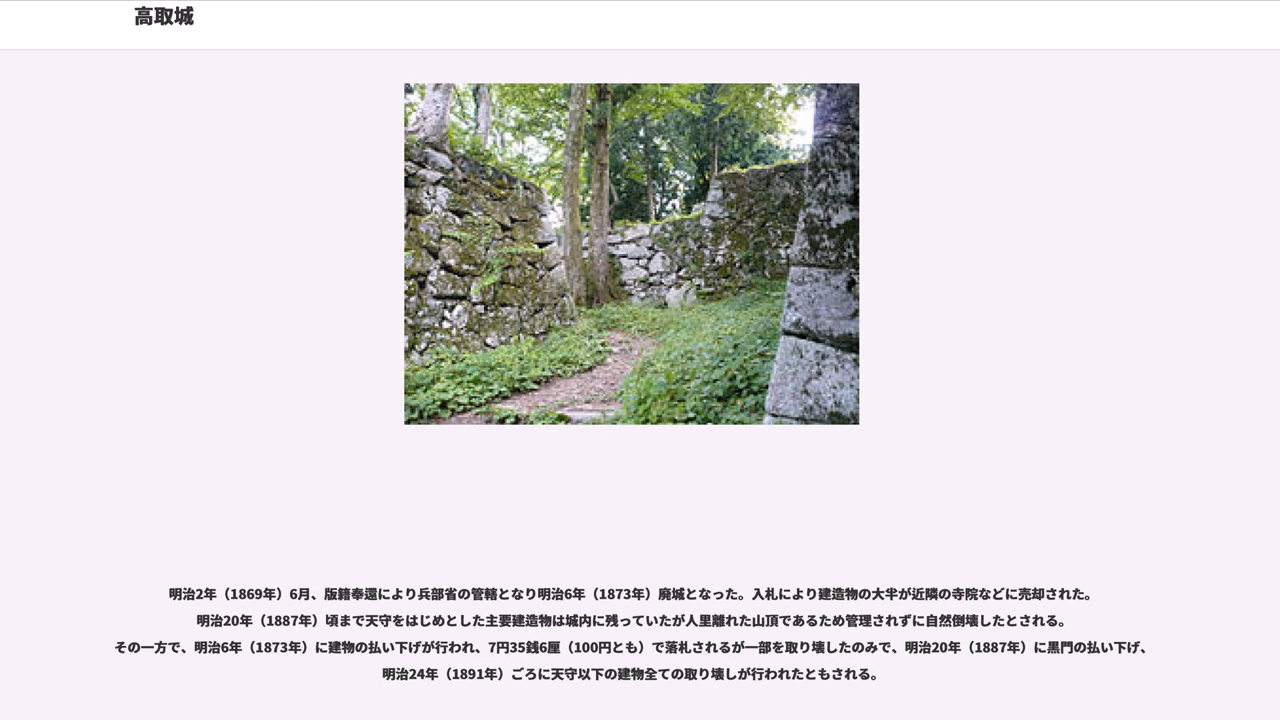 高取城
明治2年（1869年）6月、版籍奉還により兵部省の管轄となり明治6年（1873年）廃城となった。入札により建造物の大半が近隣の寺院などに売却された。
明治20年（1887年）頃まで天守をはじめとした主要建造物は城内に残っていたが人里離れた山頂であるため管理されずに自然倒壊したとされる。
その一方で、明治6年（1873年）に建物の払い下げが行われ、7円35銭6厘（100円とも）で落札されるが一部を取り壊したのみで、明治20年（1887年）に黒門の払い下げ、
明治24年（1891年）ごろに天守以下の建物全ての取り壊しが行われたともされる。